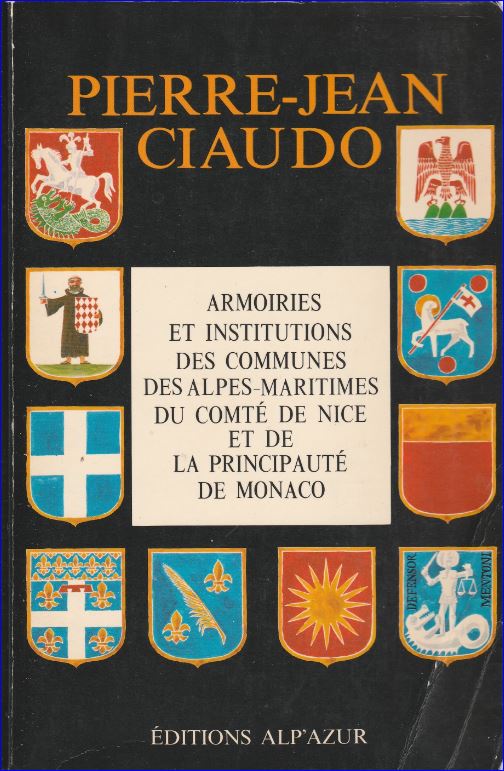 PIERRE-JEAN
CIAUDO
ARMOIRIES
ET INSTITUTIONS
DES COMMUNES
DES ALPES-MARITIMES
DU COMTÉ DE NICE
ET DE
LA PRINCIPAUTÉ
DE MONACO
DEFENSOR
MENTONI
ÉDITIONS ALP'AZUR